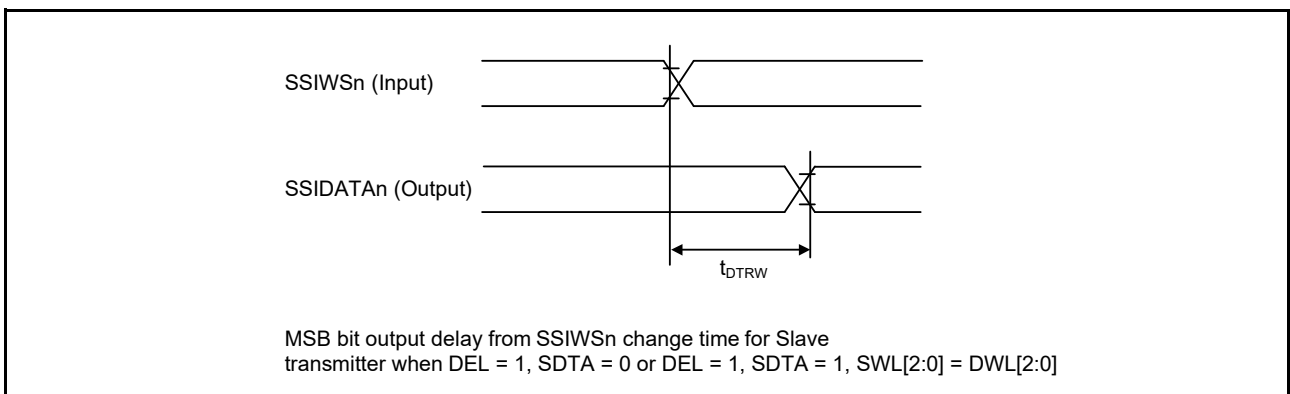 SSIWSn (Input)
SSIDATAn (Output)
tDTRW
MSB bit output delay from SSIWSn change time for Slave
transmitter when DEL = 1, SDTA = 0 or DEL = 1, SDTA = 1, SWL[2:0] = DWL[2:0]